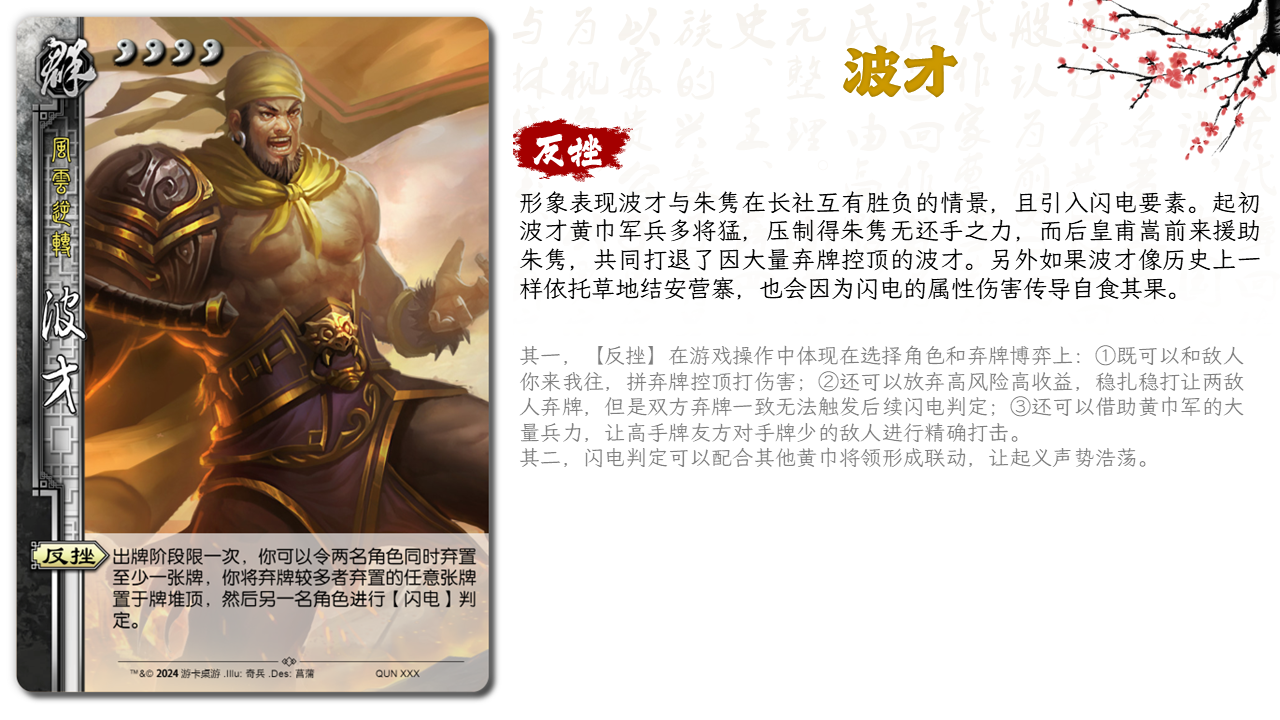 群
風雲逆轉
波才
反挫
出牌阶段限一次，你可以令两名角色同时弃置
至少一张牌，你将弃牌较多者弃置的任意张牌
置于牌堆顶，然后另一名角色进行【闪电】判
定。
™&© 2024 游卡桌游 .Illu: 奇兵 .Des: 菖蒲
QUN XXX
波才
反挫
形象表现波才与朱隽在长社互有胜负的情景，且引入闪电要素。起初
波才黄巾军兵多将猛，压制得朱隽无还手之力，而后皇甫嵩前来援助
朱隽，共同打退了因大量弃牌控顶的波才。另外如果波才像历史上一
样依托草地结安营寨，也会因为闪电的属性伤害传导自食其果。
其一，【反挫】在游戏操作中体现在选择角色和弃牌博弈上：①既可以和敌人
你来我往，拼弃牌控顶打伤害；②还可以放弃高风险高收益，稳扎稳打让两敌
人弃牌，但是双方弃牌一致无法触发后续闪电判定；③还可以借助黄巾军的大
量兵力，让高手牌友方对手牌少的敌人进行精确打击。
其二，闪电判定可以配合其他黄巾将领形成联动，让起义声势浩荡。